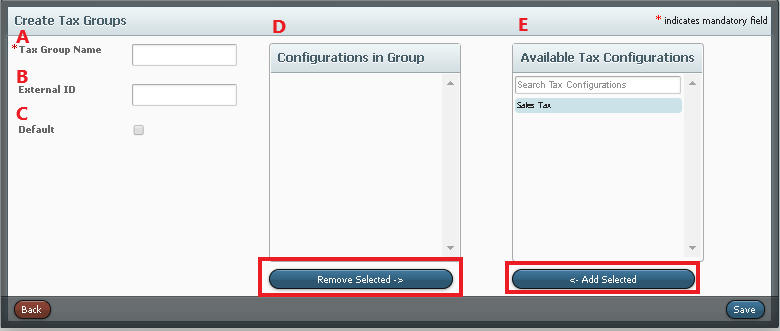 Create Tax Groups
* indicates mandatory field
A
* Tax Group Name
B
External ID
C
Default
D
Configurations in Group
Remove Selected ->
E
Available Tax Configurations
Search Tax Configurations
Sales Tax
<- Add Selected
Back
Save